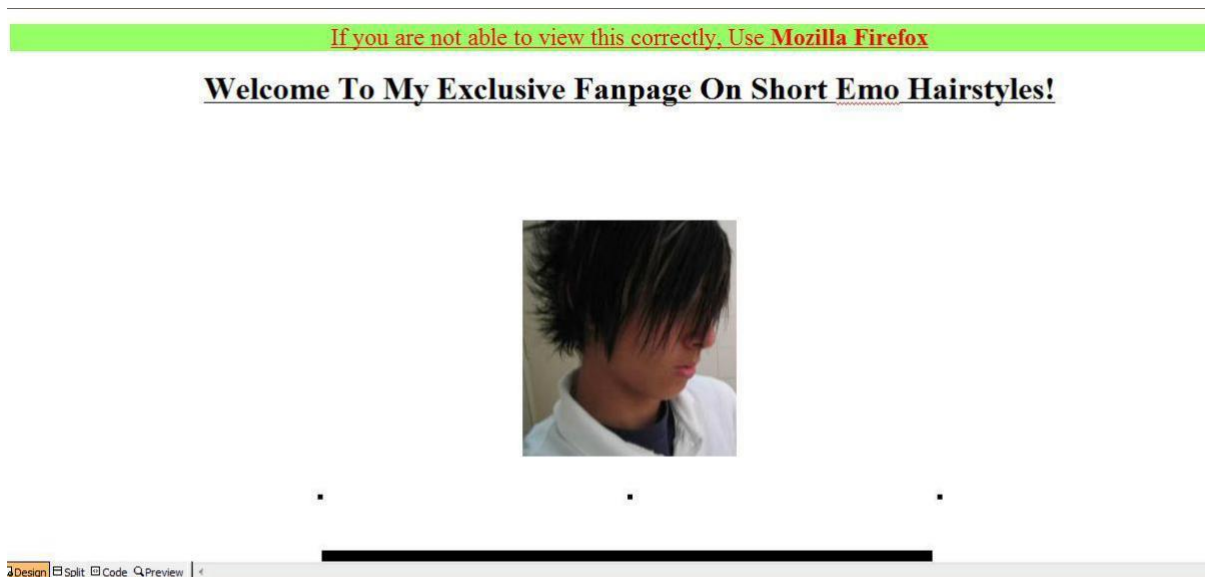 If you are not able to view this correctly, Use Mozilla Firefox
Welcome To My Exclusive Fanpage On Short Emo Hairstyles!
Design Split Code Preview